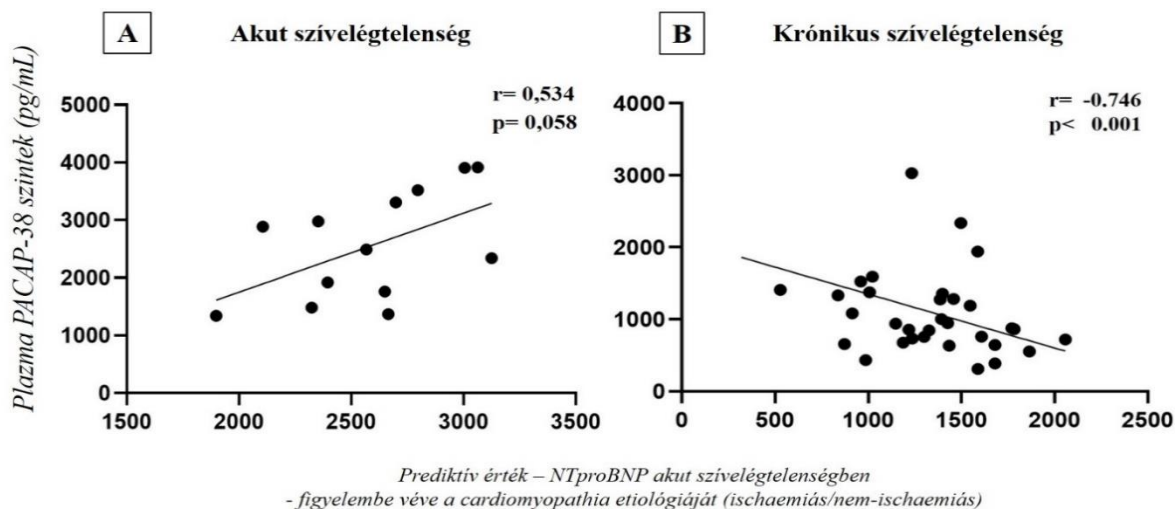 A Akut szívelégtelenség
B Krónikus szívelégtelenség
Plazma PACAP-38 szintek (pg/mL)
r= 0,534
p= 0,058
5000
4000
3000
2000
1000
0
1500 2000 2500 3000 3500
r= -0.746
p< 0.001
4000
3000
2000
1000
0
0 500 1000 1500 2000 2500
Prediktív érték – NTproBNP akut szívelégtelenségben
- figyelembe véve a cardiomyopathia etiológiáját (ischaemiás/nem-ischaemiás)